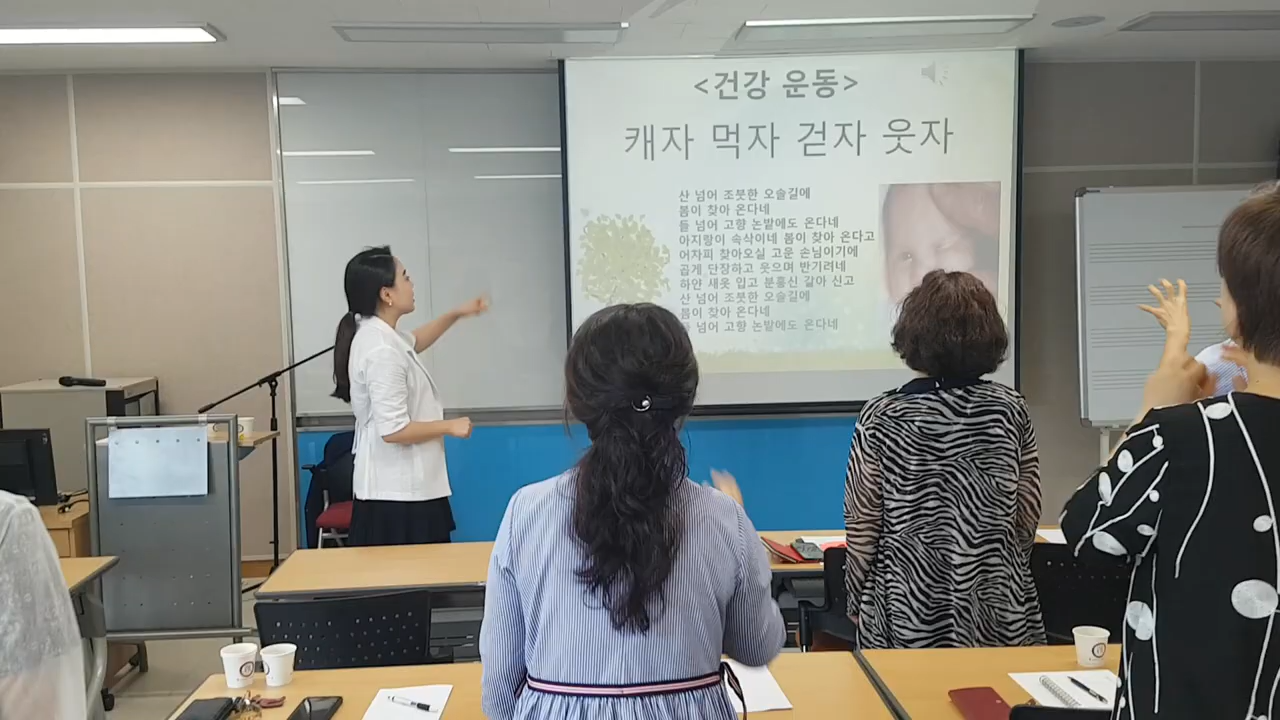 <건강 운동>
캐자 먹자 걷자 웃자
산 넘어 조붓한 오솔길에
봄이 찾아 온다네
들 넘어 고향 논밭에도 온다네
아지랑이 속삭이네 봄이 찾아 온다고
어차피 찾아오실 고운 손님이기에
곱게 단장하고 웃으며 반기려네
하얀 새옷 입고 분홍신 갈아 신고
산 넘어 조붓한 오솔길에
봄이 찾아 온다네
들 넘어 고향 논밭에도 온다네